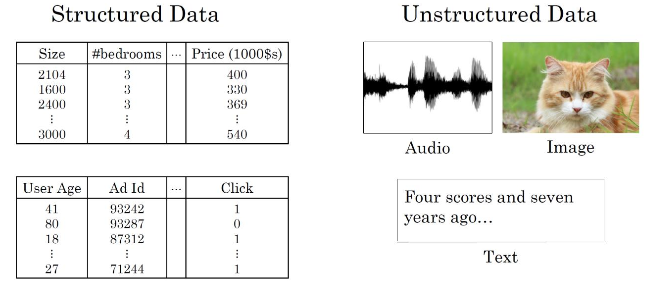 Structured Data
Size #bedrooms ... Price (1000$s)
2104 3 400
1600 3 330
2400 3 369
⋮ ⋮ ⋮
3000 4 540
User Age Ad Id ... Click
41 93242 1
80 93287 0
18 87312 1
⋮ ⋮ ⋮
27 71244 1
Unstructured Data
Audio
Image
Four scores and seven
years ago...
Text